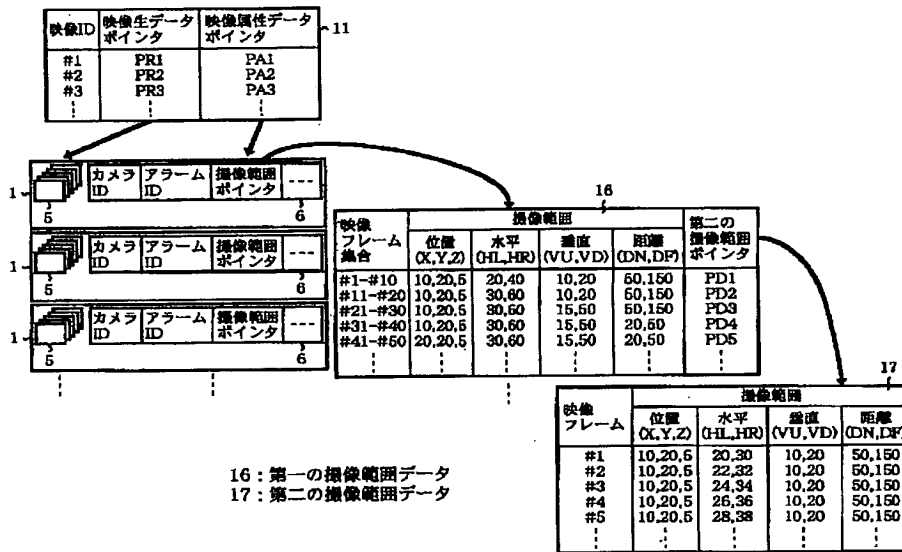 映像ID 映像生データポインタ 映像属性データポインタ 11
#1 PR1 PA1
#2 PR2 PA2
#3 PR3 PA3
1 カメラID アラームID 撮像範囲ポインタ ---
5 6
1 カメラID アラームID 撮像範囲ポインタ ---
5 6
1 カメラID アラームID 撮像範囲ポインタ ---
5 6
16
映像フレーム集合 撮像範囲 第二の撮像範囲ポインタ
位置(X,Y,Z) 水平(HL,HR)垂直(VU,VD) 距離(DN,DF)
#1-#10 10,20,5 20,40 10,20 50,150 PD1
#11-#20 10,20,5 30,60 10,20 50,150 PD2
#21-#30 10,20,5 30,60 15,50 50,150 PD3
#31-#40 10,20,5 30,60 15,50 20,50 PD4
#41-#50 20,20,5 30,60 15,50 20,50 PD5
17
映像フレーム 撮像範囲
位置(X,Y,Z) 水平(HL,HR) 垂直(VU,VD) 距離(DN,DF)
#1 10,20,5 20,30 10,20 50,150
#2 10,20,5 22,32 10,20 50,150
#3 10,20,5 24,34 10,20 50,150
#4 10,20,5 26,36 10,20 50,150
#5 10,20,5 28,38 10,20 50,150
16：第一の撮像範囲データ
17：第二の撮像範囲データ